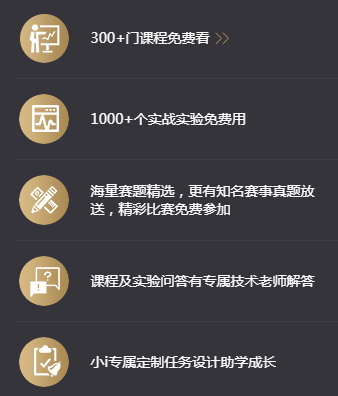 300+门课程免费看
1000+个实战实验免费用
海星赛题精选，更有知名赛事真题放
送，精彩比赛免费参加
课程及实验问答有专属技术老师解答
小i专属定制任务设计助学成长